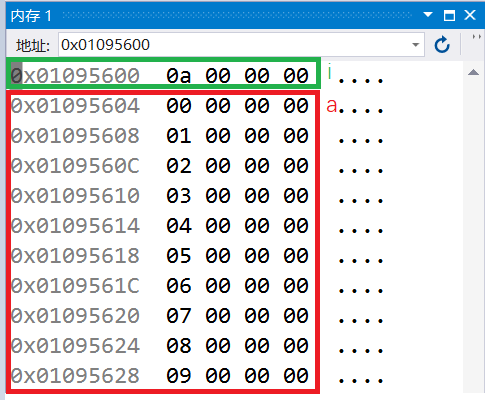 内存 1
地址: 0x01095600
0x01095600 0a 00 00 00 i ....
0x01095604 00 00 00 00 a ....
0x01095608 01 00 00 00 ....
0x0109560C 02 00 00 00 ....
0x01095610 03 00 00 00 ....
0x01095614 04 00 00 00 ....
0x01095618 05 00 00 00 ....
0x0109561C 06 00 00 00 ....
0x01095620 07 00 00 00 ....
0x01095624 08 00 00 00 ....
0x01095628 09 00 00 00 ....